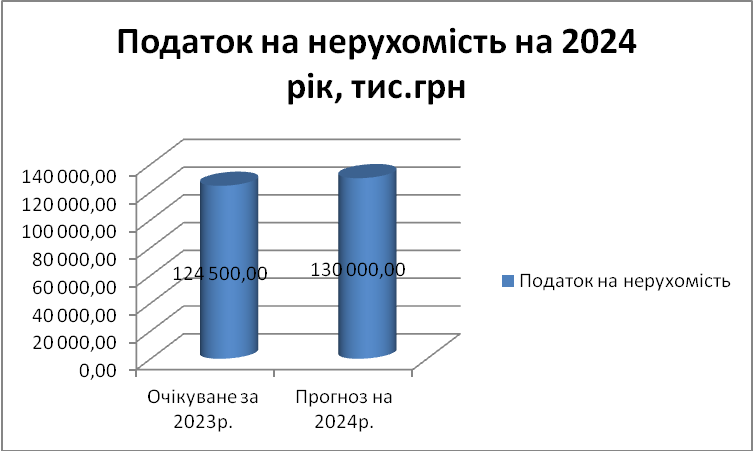 Податок на нерухомість на 2024
рік, тис.грн
140 000,00
120 000,00
100 000,00
80 000,00
60 000,00
40 000,00
20 000,00
0,00
124 500,00
130 000,00
Очікуване за
2023р.
Прогноз на
2024р.
Податок на нерухомість